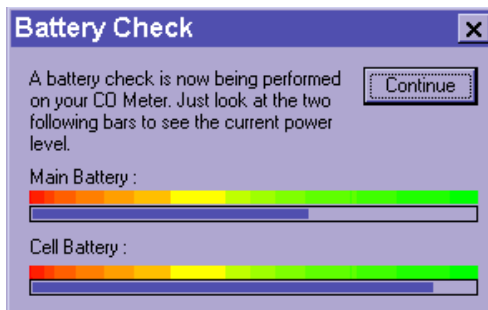 Battery Check
A battery check is now being performed
on your CO Meter. Just look at the two
following bars to see the current power
level.
Continue
Main Battery :
Cell Battery :